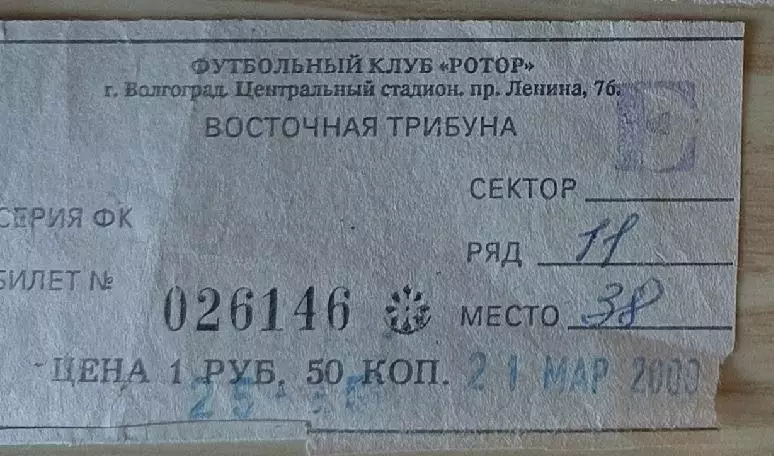 ФУТБОЛЬНЫЙ КЛУБ «РОТОР»
г. Волгоград. Центральный стадион, пр. Ленина, 76.
ВОСТОЧНАЯ ТРИБУНА
Е
СЕКТОР
СЕРИЯ ФК
РЯД 11
БИЛЕТ №
026146
МЕСТО 38
ЦЕНА 1 РУБ. 50 КОП.
21 МАР 2000